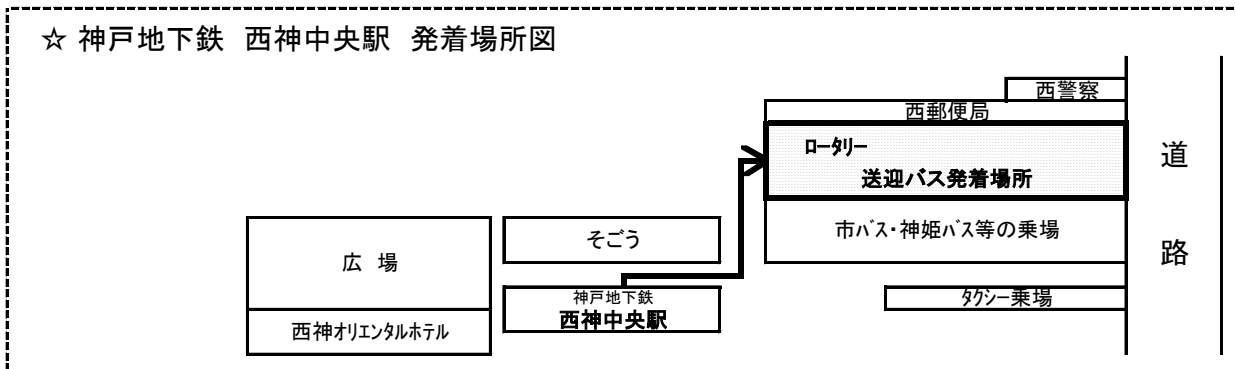 ☆ 神戸地下鉄 西神中央駅 発着場所図
西警察
西郵便局
ロータリー
送迎バス発着場所
道路
市バス・神姫バス等の乗場
そごう
広 場
神戸地下鉄
西神中央駅
タクシー乗場
西神オリエンタルホテル